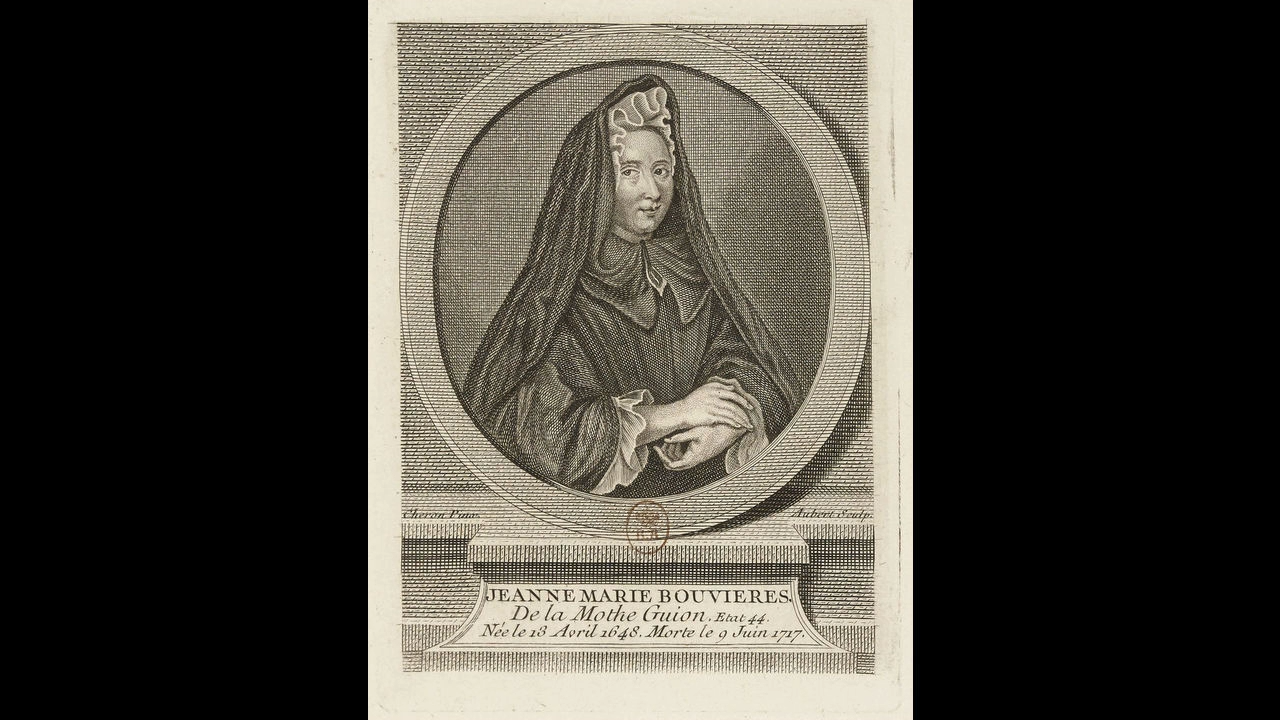 Cheron Pinx.
Aubert Sculp.
JEANNE MARIE BOUVIERES.
De la Mothe Guion. Etat 44.
Née le 13 Avril 1648. Morte le 9 Juin 1717.